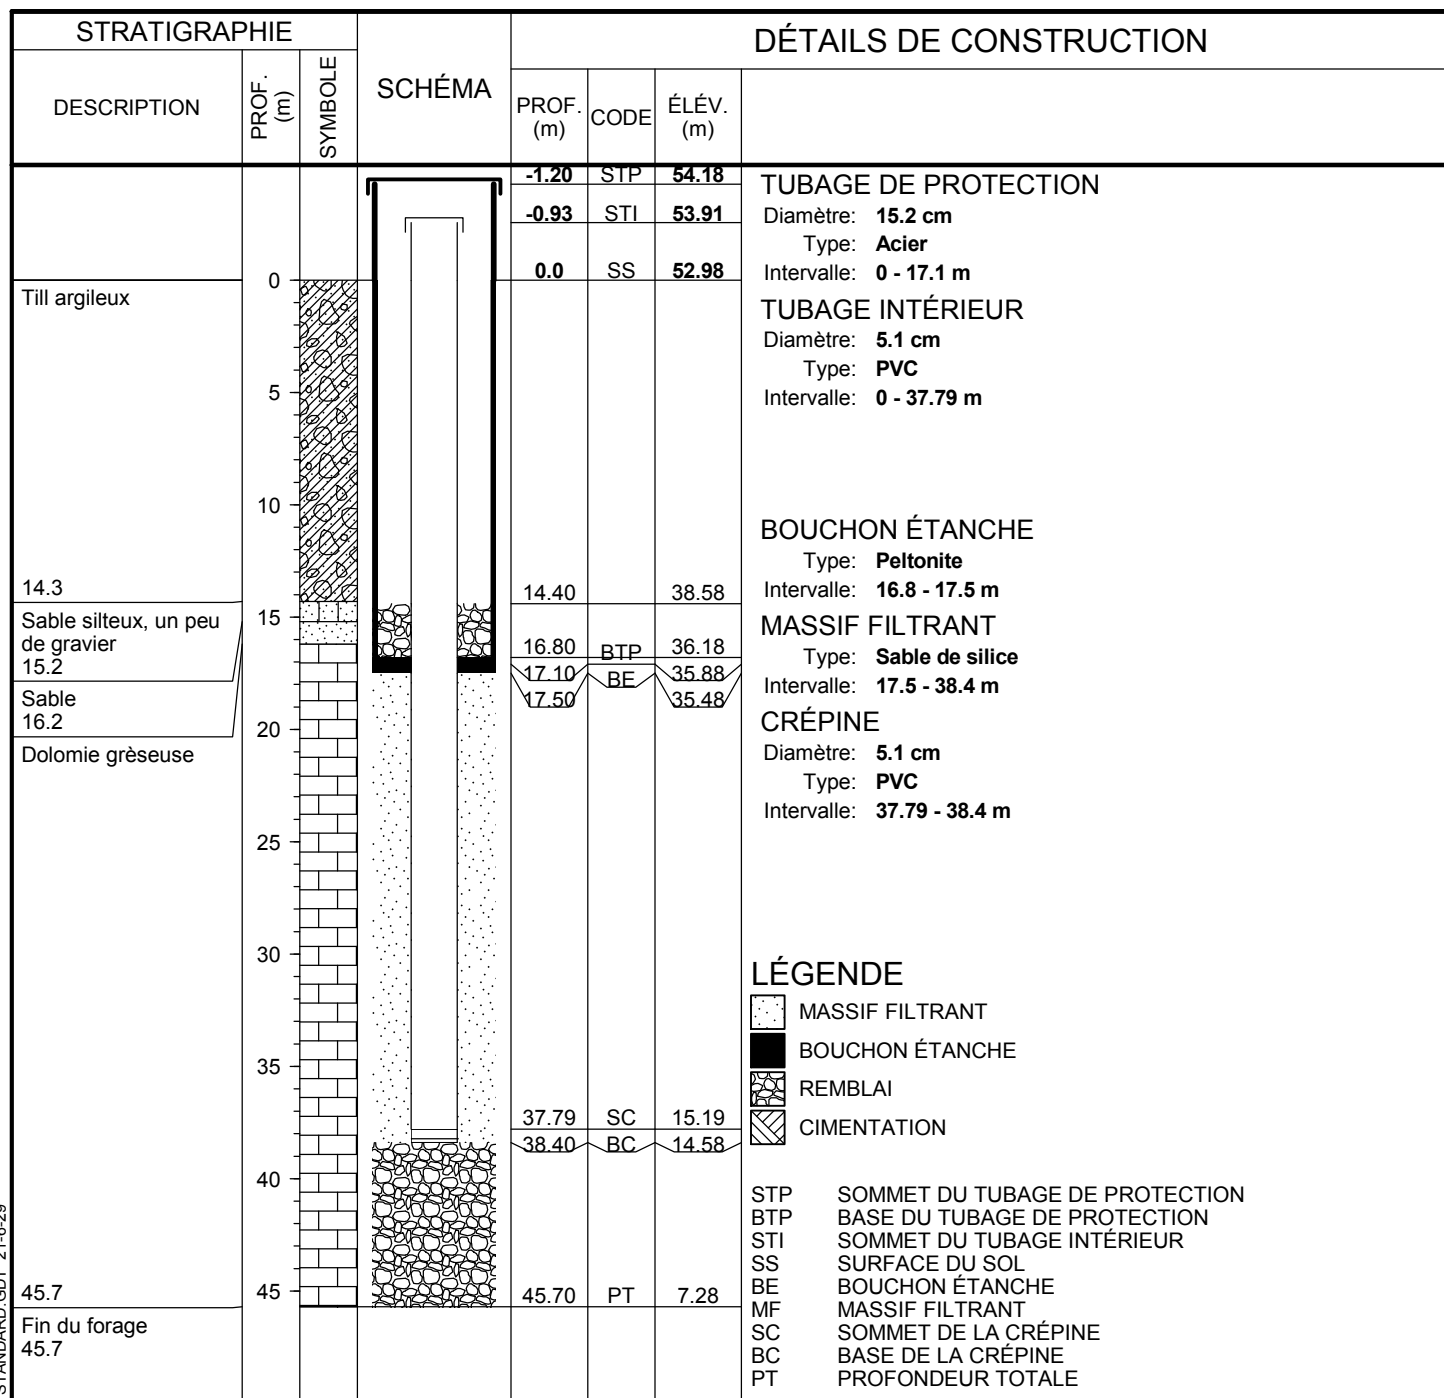 STRATIGRAPHIE
SCHÉMA
DÉTAILS DE CONSTRUCTION
DESCRIPTION
PROF. (m)
SYMBOLE
PROF. (m)
CODE
ÉLÉV. (m)
-1.20 STP 54.18
-0.93 STI 53.91
0.0 SS 52.98
14.40 38.58
16.80 BTP 36.18
17.10 BE 35.88
17.50 35.48
37.79 SC 15.19
38.40 BC 14.58
45.70 PT 7.28
Till argileux
14.3
Sable silteux, un peu
de gravier
15.2
Sable
16.2
Dolomie grèseuse
45.7
Fin du forage
45.7
0
5
10
15
20
25
30
35
40
45
TUBAGE DE PROTECTION
Diamètre: 15.2 cm
Type: Acier
Intervalle: 0 - 17.1 m
TUBAGE INTÉRIEUR
Diamètre: 5.1 cm
Type: PVC
Intervalle: 0 - 37.79 m
BOUCHON ÉTANCHE
Type: Peltonite
Intervalle: 16.8 - 17.5 m
MASSIF FILTRANT
Type: Sable de silice
Intervalle: 17.5 - 38.4 m
CRÉPINE
Diamètre: 5.1 cm
Type: PVC
Intervalle: 37.79 - 38.4 m
LÉGENDE
MASSIF FILTRANT
BOUCHON ÉTANCHE
REMBLAI
CIMENTATION
STP SOMMET DU TUBAGE DE PROTECTION
BTP BASE DU TUBAGE DE PROTECTION
STI SOMMET DU TUBAGE INTÉRIEUR
SS SURFACE DU SOL
BE BOUCHON ÉTANCHE
MF MASSIF FILTRANT
SC SOMMET DE LA CRÉPINE
BC BASE DE LA CRÉPINE
PT PROFONDEUR TOTALE